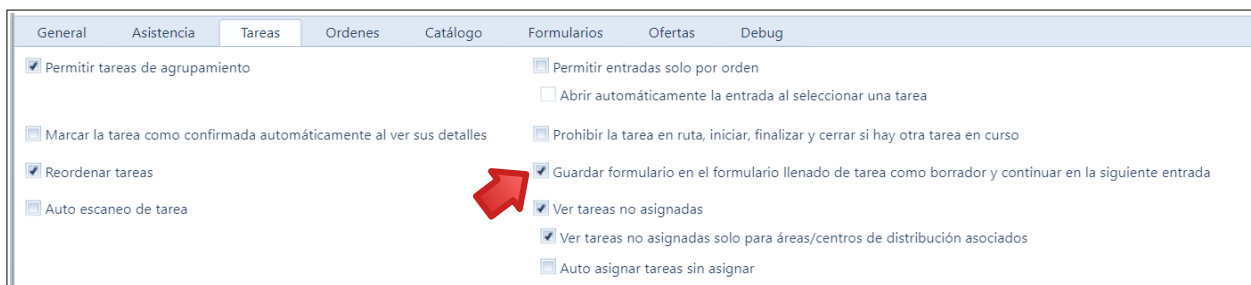 General Asistencia Tareas Ordenes Catálogo Formularios Ofertas Debug
Permitir tareas de agrupamiento Permitir entradas solo por orden
Abrir automáticamente la entrada al seleccionar una tarea
Marcar la tarea como confirmada automáticamente al ver sus detalles Prohibir la tarea en ruta, iniciar, finalizar y cerrar si hay otra tarea en curso
Reordenar tareas Guardar formulario en el formulario llenado de tarea como borrador y continuar en la siguiente entrada
Auto escaneo de tarea Ver tareas no asignadas
Ver tareas no asignadas solo para áreas/centros de distribución asociados
Auto asignar tareas sin asignar